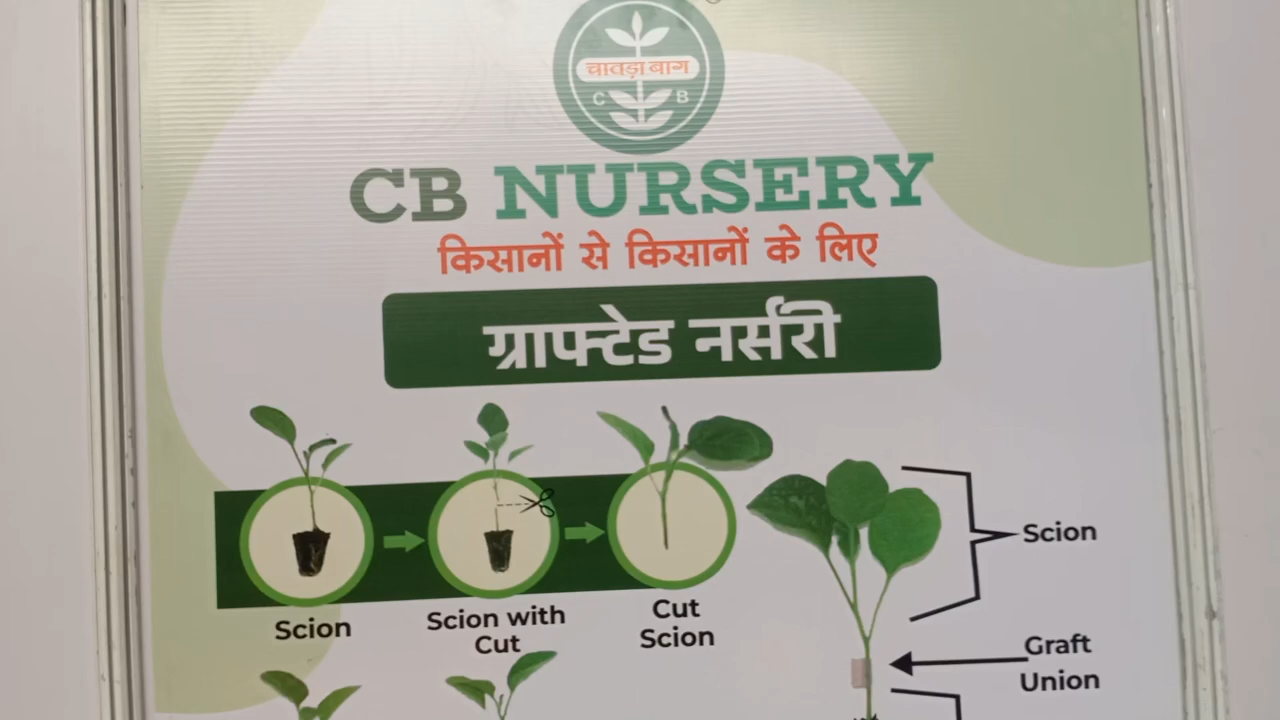 चावड़ा बाग
C B
CB NURSERY
किसानों से किसानों के लिए
ग्राफ्टेड नर्सरी
Scion
Scion with
Cut
Cut
Scion
Scion
Graft
Union